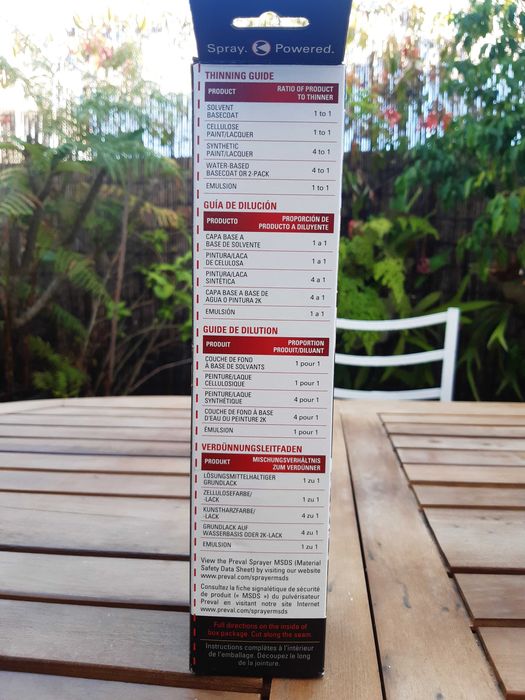 Spray. Powered.
THINNING GUIDE
PRODUCT RATIO OF PRODUCT
TO THINNER
SOLVENT
BASECOAT 1 to 1
CELLULOSE
PAINT/LACQUER 1 to 1
SYNTHETIC
PAINT/LACQUER 4 to 1
WATER-BASED
BASECOAT OR 2-PACK 4 to 1
EMULSION 1 to 1
GUÍA DE DILUCIÓN
PRODUCTO PROPORCIÓN DE
PRODUCTO A DILUYENTE
CAPA BASE A
BASE DE SOLVENTE 1 a 1
PINTURA/LACA
DE CELULOSA 1 a 1
PINTURA/LACA
SINTÉTICA 4 a 1
CAPA BASE A BASE DE
AGUA O PINTURA 2K 4 a 1
EMULSIÓN 1 a 1
GUIDE DE DILUTION
PRODUIT PROPORTION
PRODUIT/DILUANT
COUCHE DE FOND
À BASE DE SOLVANTS 1 pour 1
PEINTURE/LAQUE
CELLULOSIQUE 1 pour 1
PEINTURE/LAQUE
SYNTHÉTIQUE 4 pour 1
COUCHE DE FOND À BASE
D'EAU OU PEINTURE 2K 4 pour 1
EMULSION 1 pour 1
VERDÜNNUNGSLEITFADEN
PRODUKT MISCHUNGSVERHÄLTNIS
ZUM VERDÜNNER
LÖSUNGSMITTELHALTIGER
GRUNDLACK 1 zu 1
ZELLULOSEFARBE/
-LACK 1 zu 1
KUNSTHARZFARBE/
-LACK 4 zu 1
GRUNDLACK AUF
WASSERBASIS ODER 2K-LACK 4 zu 1
EMULSION 1 zu 1
View the Preval Sprayer MSDS (Material
Safety Data Sheet) by visiting our website
www.preval.com/sprayermsds
Consultez la fiche signalétique de sécurité
de produit (« MSDS ») du pulvérisateur
Preval en visitant notre site Internet
www.preval.com/sprayermsds
Full directions on the inside of
box package. Cut along the seam.
Instructions complètes à l'intérieur
de l'emballage. Découpez le long
de la jointure.